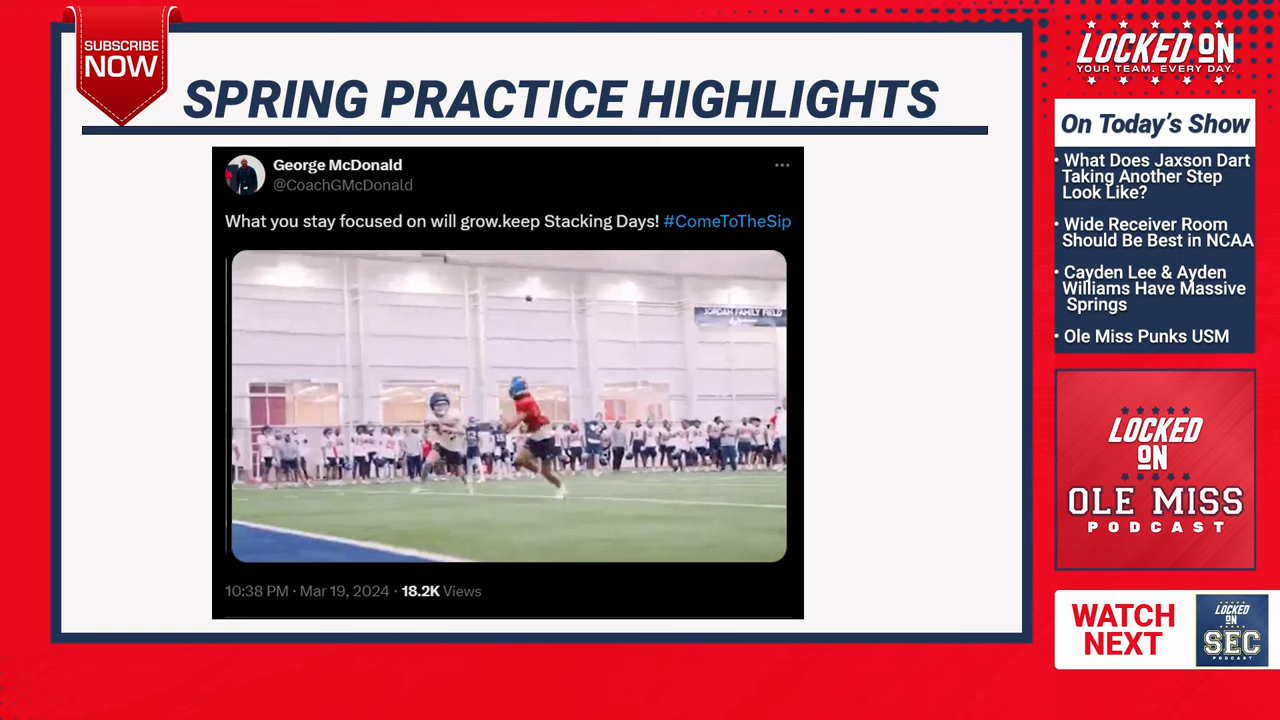 SUBSCRIBE
NOW
SPRING PRACTICE HIGHLIGHTS
George McDonald
@CoachGMcDonald
What you stay focused on will grow.keep Stacking Days! #ComeToTheSip
JORDAN FAMILY FIELD
10:38 PM · Mar 19, 2024 · 18.2K Views
LOCKED ON
YOUR TEAM. EVERY DAY.
On Today's Show
• What Does Jaxson Dart
Taking Another Step
Look Like?
• Wide Receiver Room
Should Be Best in NCAA
• Cayden Lee & Ayden
Williams Have Massive
Springs
• Ole Miss Punks USM
LOCKED
ON
OLE MISS
PODCAST
WATCH
NEXT
LOCKED
ON
SEC
PODCAST